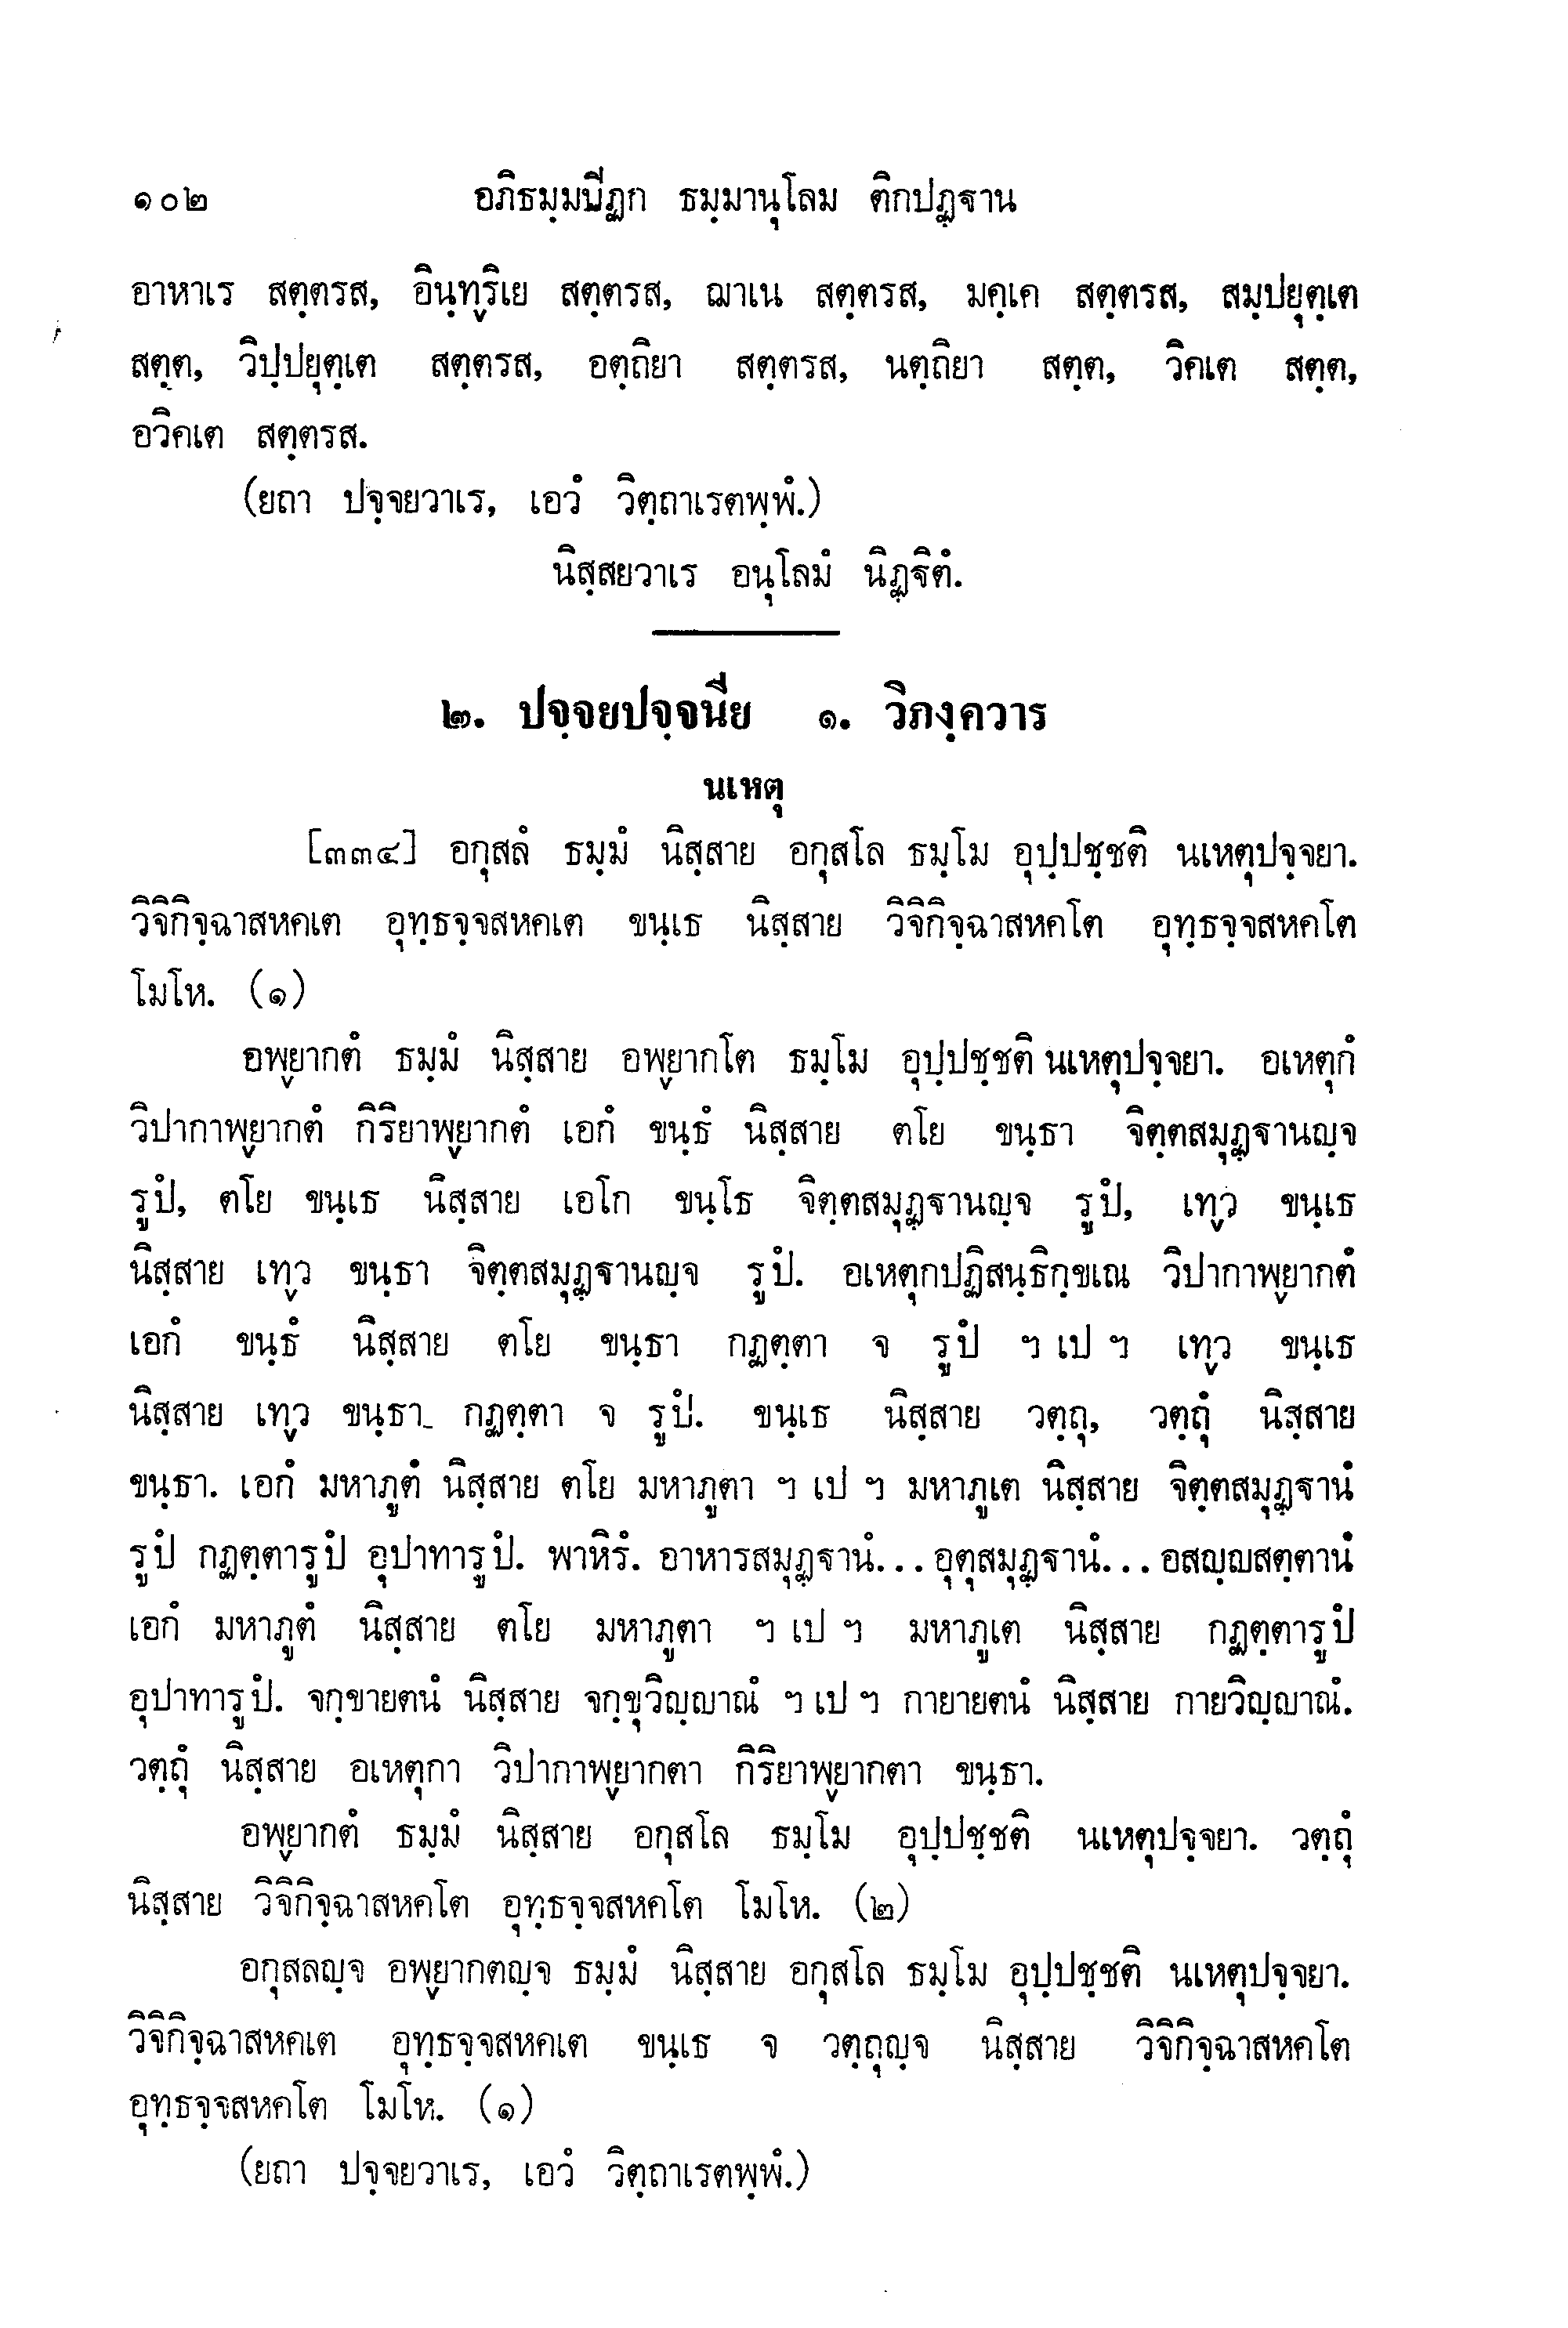 ๑๐๒ อภิธมฺมปิฏก ธมฺมานุโลม ติกปฏฺฐาน
อาหาเร สตฺตรส, อินฺทฺริเย สตฺตรส, ฌาเน สตฺตรส, มคฺเค สตฺตรส, สมฺปยุตฺเต
สตฺต, วิปฺปยุตฺเต สตฺตรส, อตฺถิยา สตฺตรส, นตฺถิยา สตฺต, วิคเต สตฺต,
อวิคเต สตฺตรส.
(ยถา ปจฺจยวาเร, เอวํ วิตฺถาเรตพฺพํ.)
นิสฺสยวาเร อนุโลมํ นิฏฺฐิตํ.
๒. ปจฺจยปจฺจนีย ๑. วิภงฺควาร
นเหตุ
[๓๓๔] อกุสลํ ธมฺมํ นิสฺสาย อกุสโล ธมฺโม อุปฺปชฺชติ นเหตุปจฺจยา.
วิจิกิจฺฉาสหคเต อุทฺธจฺจสหคเต ขนฺเธ นิสฺสาย วิจิกิจฺฉาสหคโต อุทฺธจฺจสหคโต
โมโห. (๑)
อพฺยากตํ ธมฺมํ นิสฺสาย อพฺยากโต ธมฺโม อุปฺปชฺชติ นเหตุปจฺจยา. อเหตุกํ
วิปากาพฺยากตํ กิริยาพฺยากตํ เอกํ ขนฺธํ นิสฺสาย ตโย ขนฺธา จิตฺตสมุฏฺฐานญฺจ
รูปํ, ตโย ขนฺเธ นิสฺสาย เอโก ขนฺโธ จิตฺตสมุฏฺฐานญฺจ รูปํ, เทฺว ขนฺเธ
นิสฺสาย เทฺว ขนฺธา จิตฺตสมุฏฺฐานญฺจ รูปํ. อเหตุกปฏิสนฺธิกฺขเณ วิปากาพฺยากตํ
เอกํ ขนฺธํ นิสฺสาย ตโย ขนฺธา กฏตฺตา จ รูปํ ฯ เป ฯ เทฺว ขนฺเธ
นิสฺสาย เทฺว ขนฺธา กฏตฺตา จ รูปํ. ขนฺเธ นิสฺสาย วตฺถุ, วตฺถุํ นิสฺสาย
ขนฺธา. เอกํ มหาภูตํ นิสฺสาย ตโย มหาภูตา ฯ เป ฯ มหาภูเต นิสฺสาย จิตฺตสมุฏฺฐานํ
รูปํ กฏตฺตารูปํ อุปาทารูปํ. พาหิรํ. อาหารสมุฏฺฐานํ... อุตุสมุฏฺฐานํ... อสญฺญสตฺตานํ
เอกํ มหาภูตํ นิสฺสาย ตโย มหาภูตา ฯ เป ฯ มหาภูเต นิสฺสาย กฏตฺตารูปํ
อุปาทารูปํ. จกฺขายตนํ นิสฺสาย จกฺขุวิญฺญาณํ ฯ เป ฯ กายายตนํ นิสฺสาย กายวิญฺญาณํ.
วตฺถุํ นิสฺสาย อเหตุกา วิปากาพฺยากตา กิริยาพฺยากตา ขนฺธา.
อพฺยากตํ ธมฺมํ นิสฺสาย อกุสโล ธมฺโม อุปฺปชฺชติ นเหตุปจฺจยา. วตฺถุํ
นิสฺสาย วิจิกิจฺฉาสหคโต อุทฺธจฺจสหคโต โมโห. (๒)
อกุสลญฺจ อพฺยากตญฺจ ธมฺมํ นิสฺสาย อกุสโล ธมฺโม อุปฺปชฺชติ นเหตุปจฺจยา.
วิจิกิจฺฉาสหคเต อุทฺธจฺจสหคเต ขนฺเธ จ วตฺถุญฺจ นิสฺสาย วิจิกิจฺฉาสหคโต
อุทฺธจฺจสหคโต โมโห. (๑)
(ยถา ปจฺจยวาเร, เอวํ วิตฺถาเรตพฺพํ.)